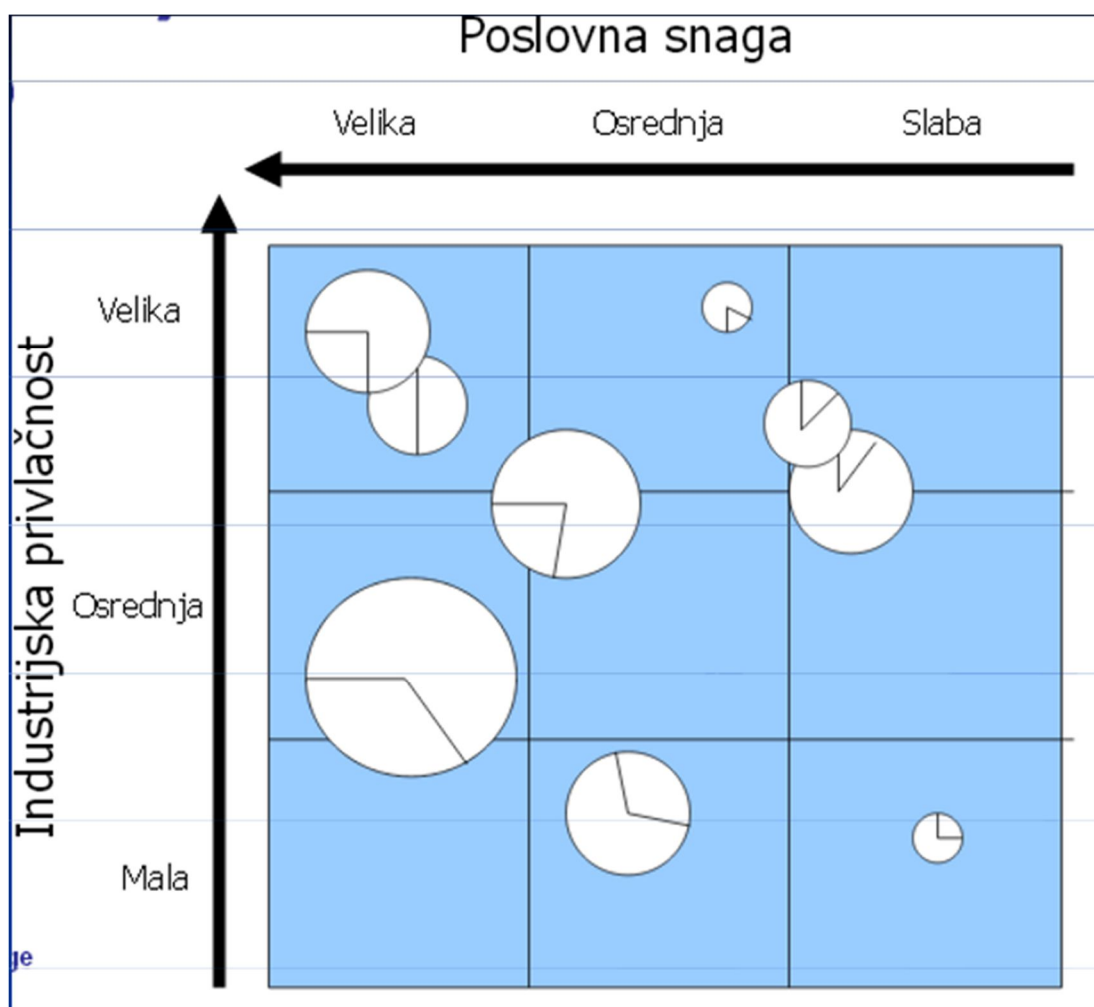 Poslovna snaga
Velika
Osrednja
Slaba
Industrijska privlačnost
Velika
Osrednja
Mala
ge